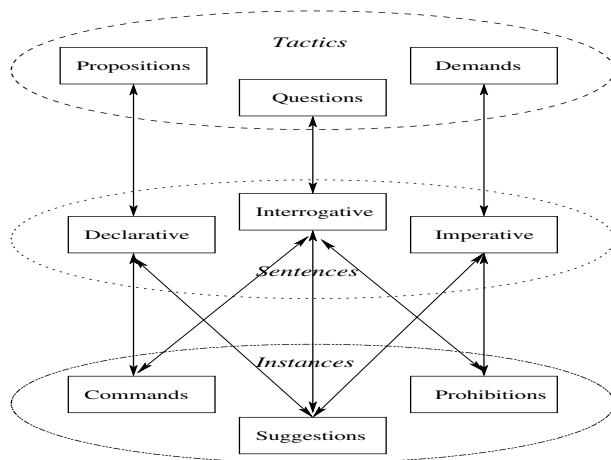 Tactics
Propositions
Demands
Questions
Interrogative
Declarative
Imperative
Sentences
Instances
Commands
Prohibitions
Suggestions